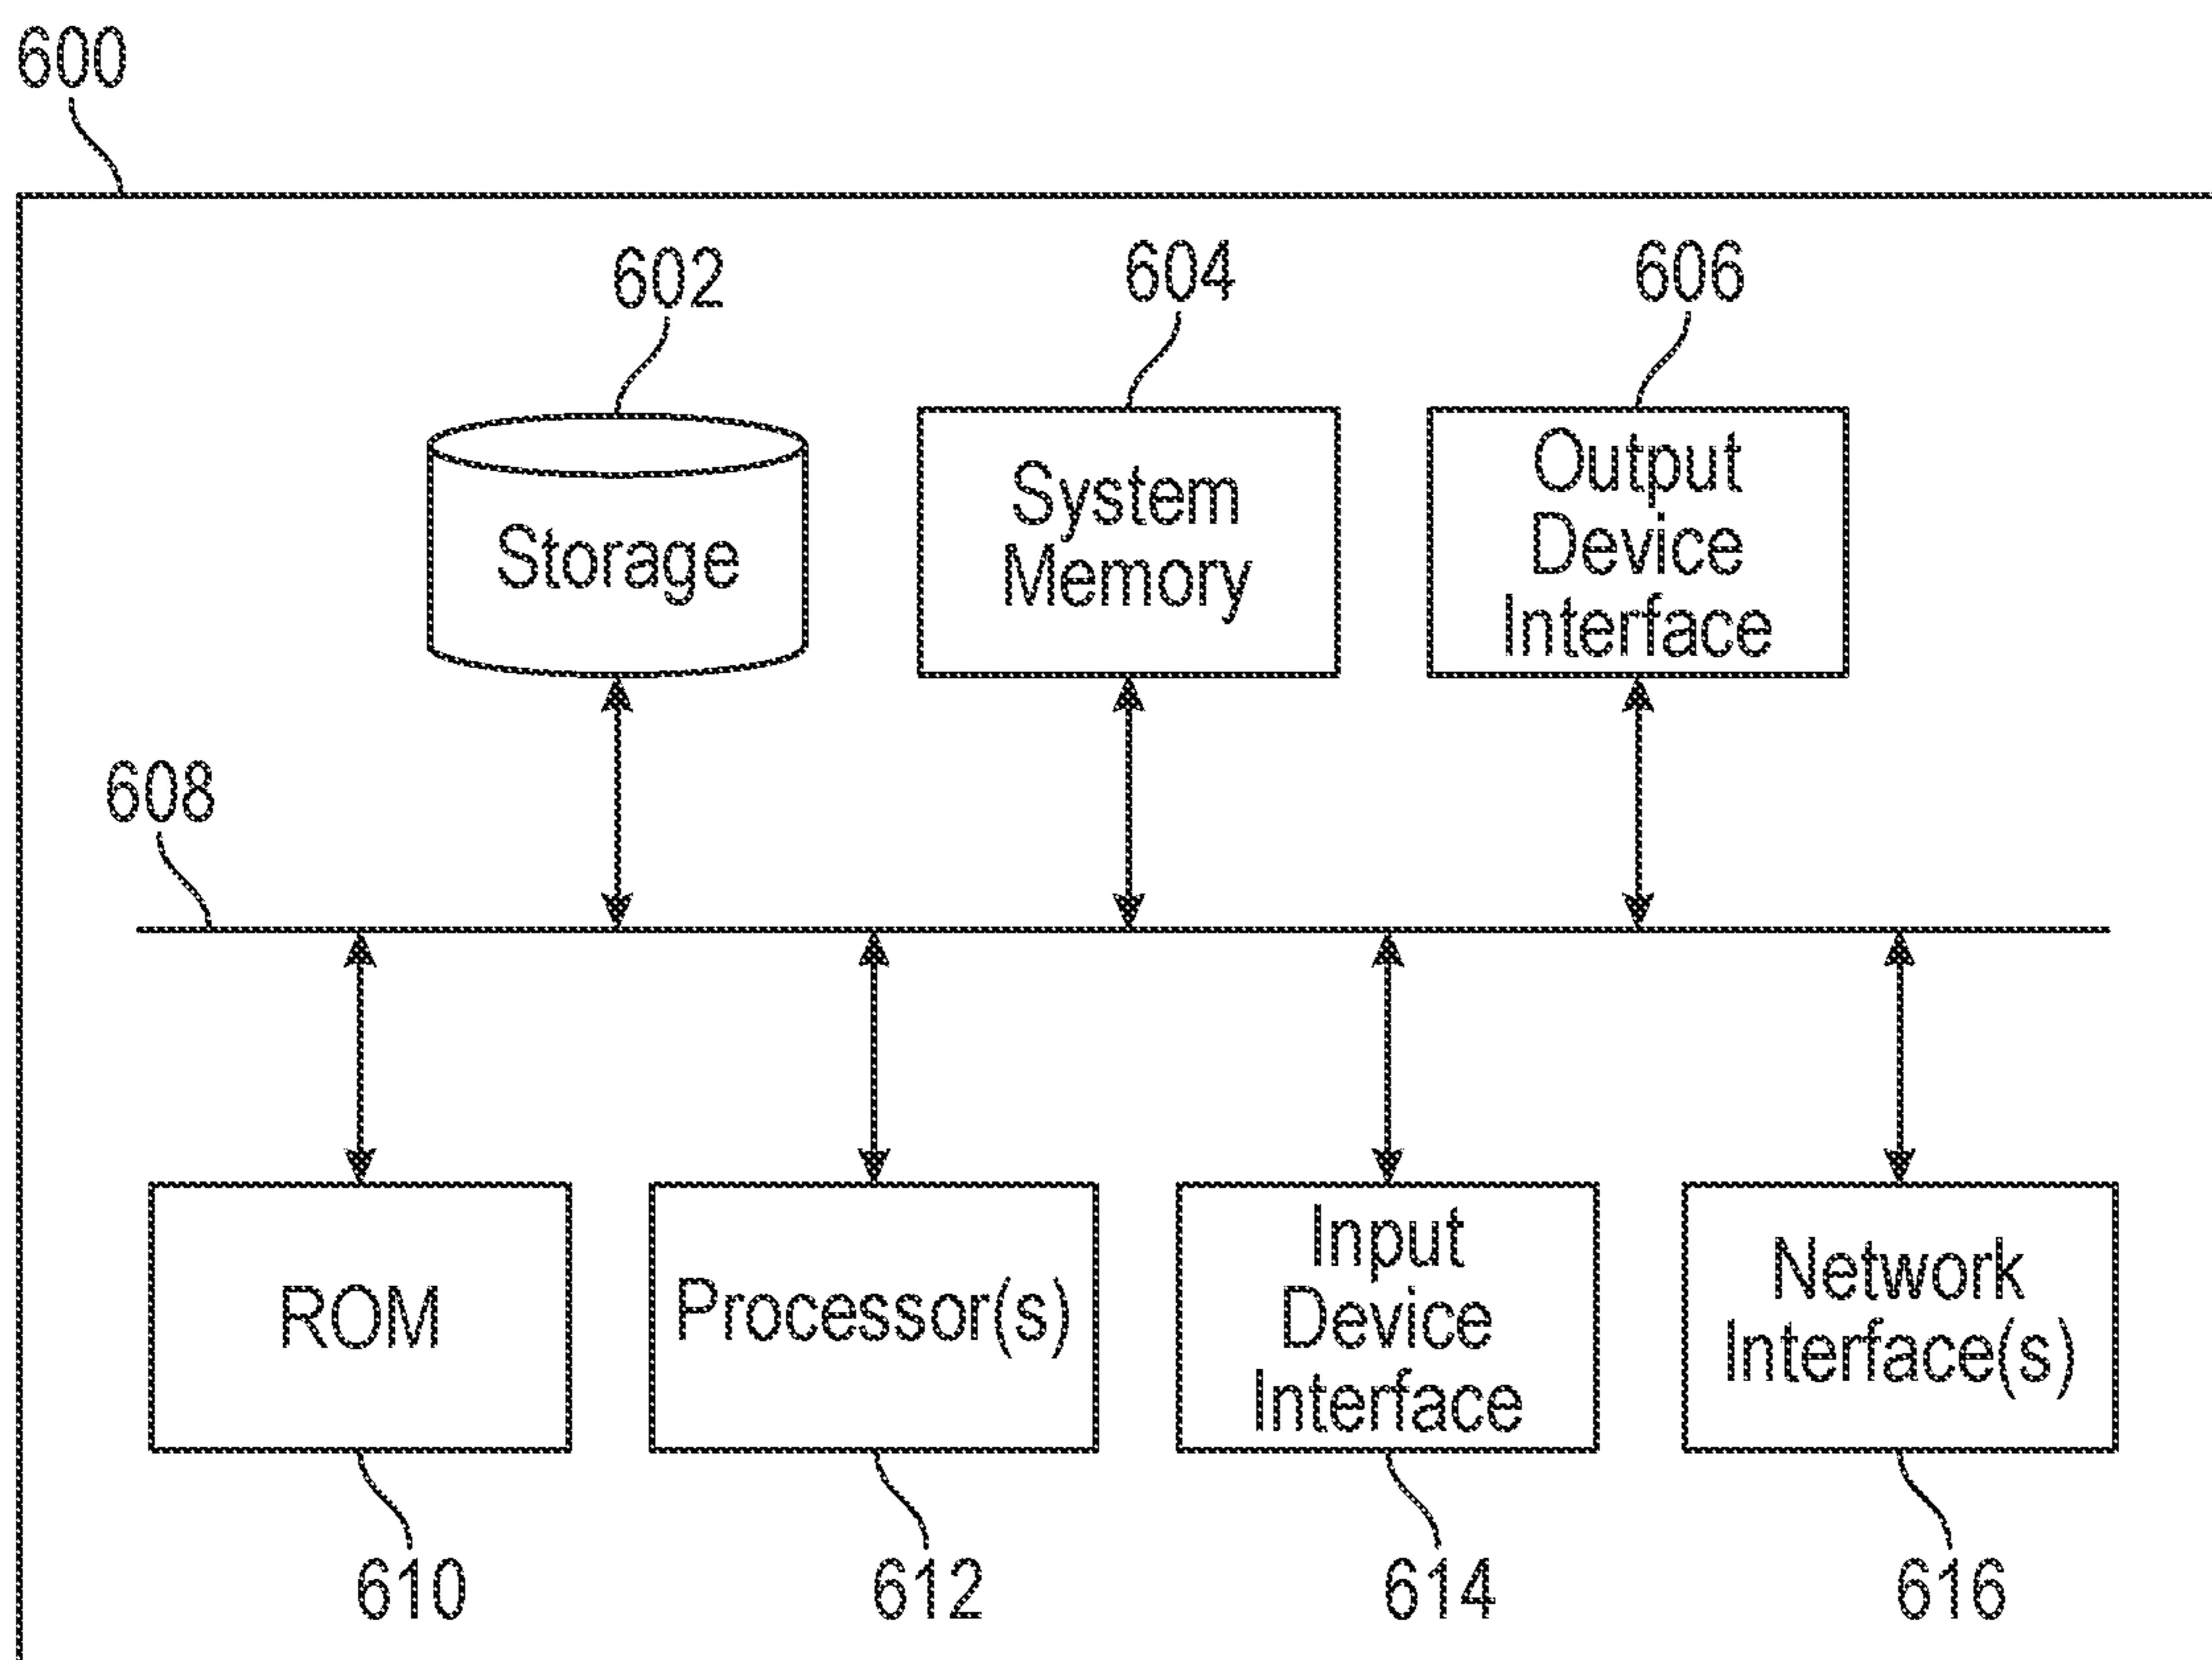 600
602
604
606
Storage
System
Memory
Output
Device
Interface
608
ROM
Processor(s)
Input
Device
Interface
Network
Interface(s)
610
612
614
616